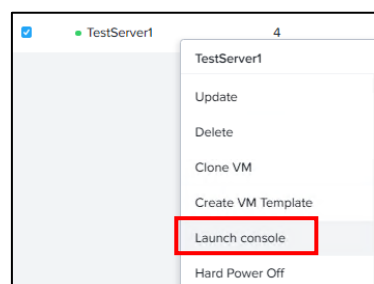 TestServer1 4
TestServer1
Update
Delete
Clone VM
Create VM Template
Launch console
Hard Power Off